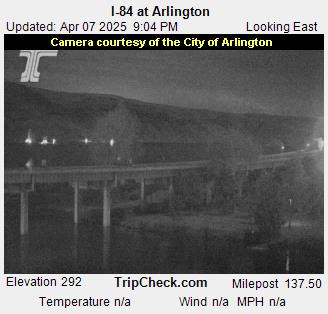 I-84 at Arlington
Updated: Apr 07 2025 9:04 PM Looking East
Camera courtesy of the City of Arlington
Elevation 292 TripCheck.com Milepost 137.50
Temperature n/a Wind n/a MPH n/a